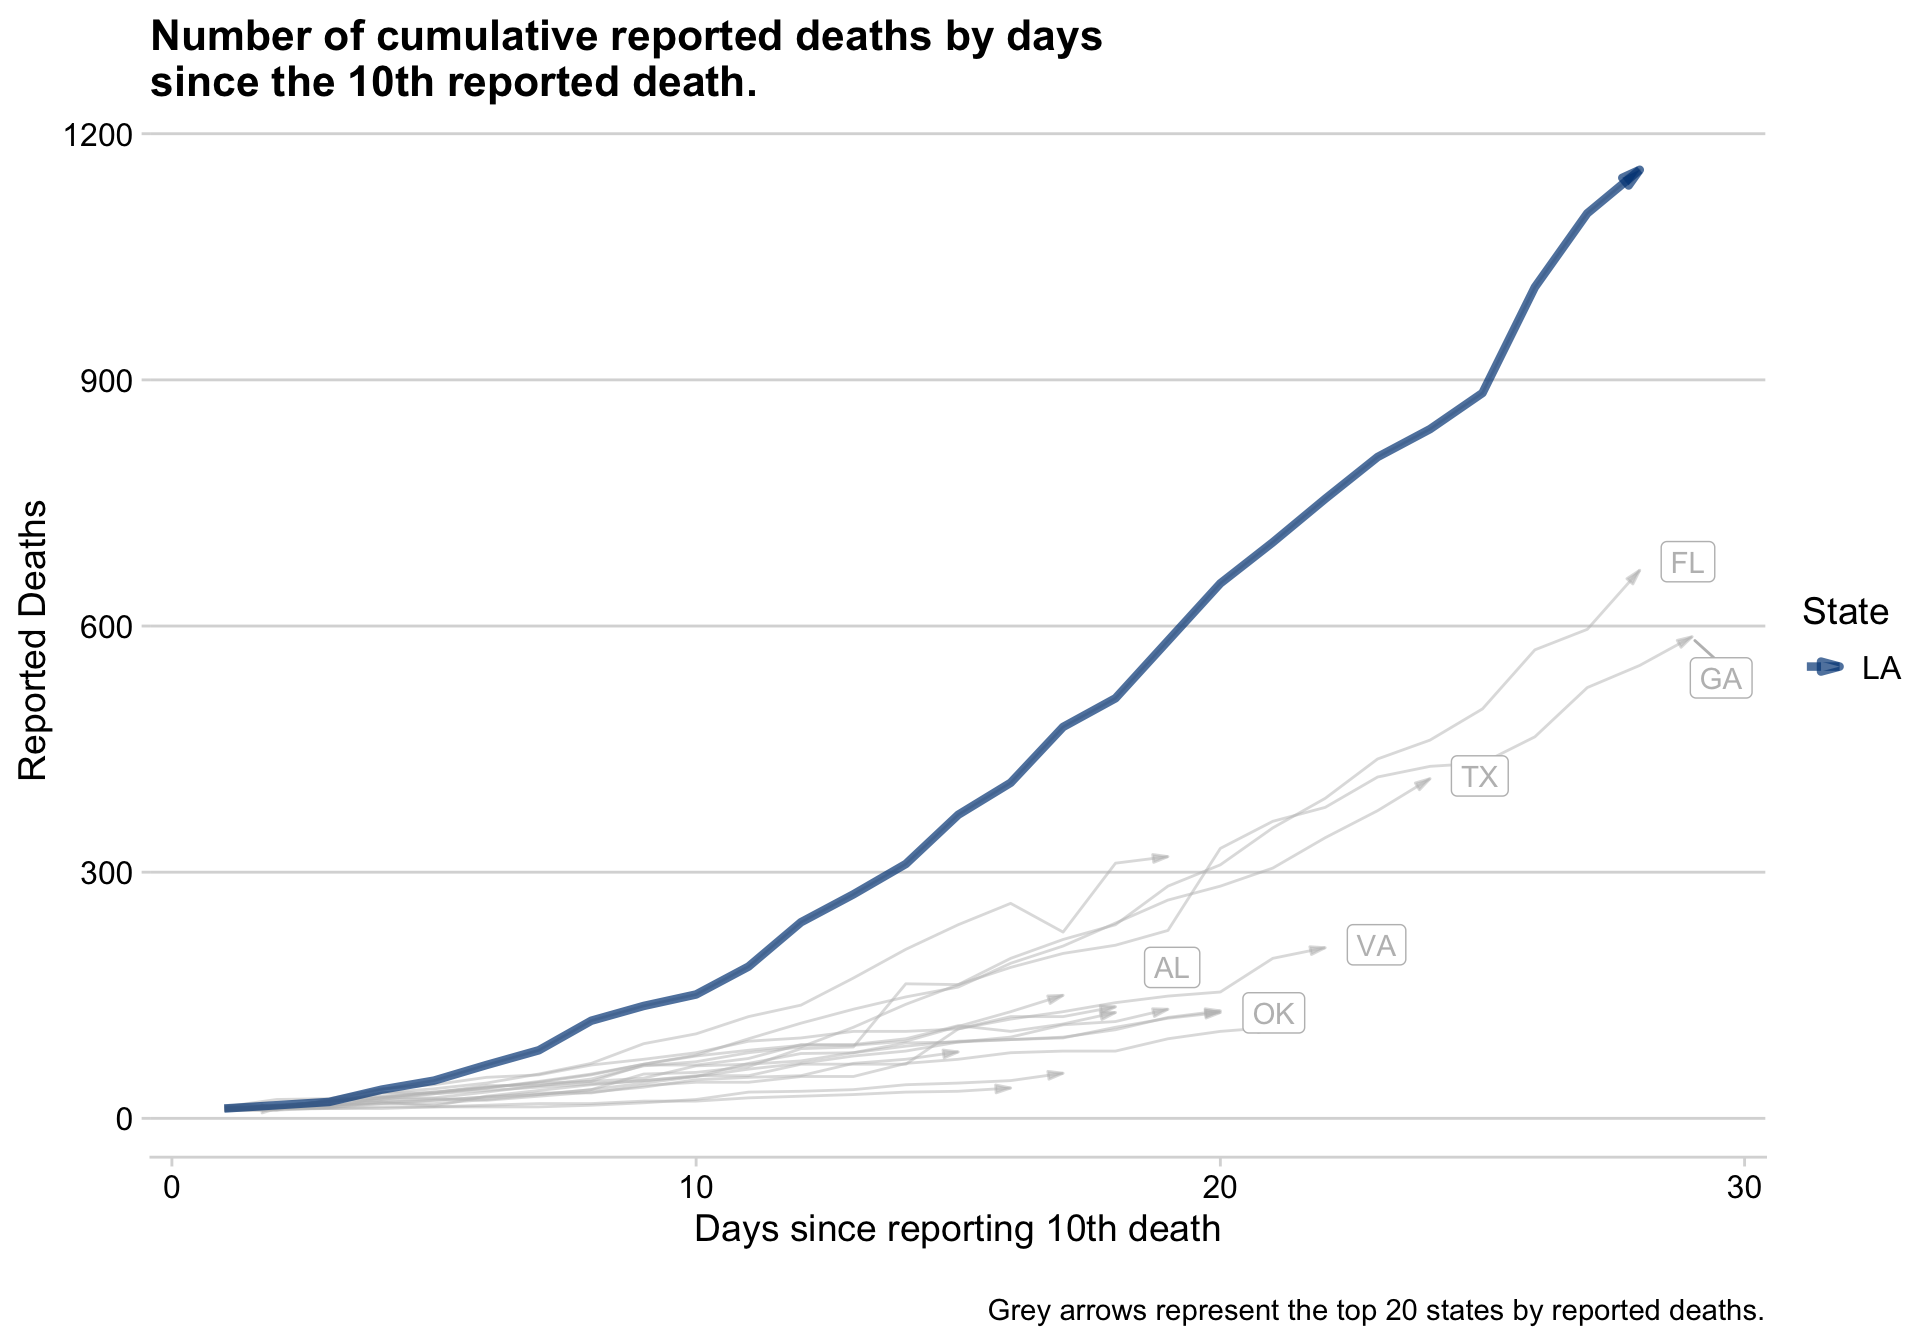 Number of cumulative reported deaths by days
since the 10th reported death.
1200
900
600
300
0
Reported Deaths
FL
GA
TX
VA
AL
OK
State
LA
0
10
20
30
Days since reporting 10th death
Grey arrows represent the top 20 states by reported deaths.